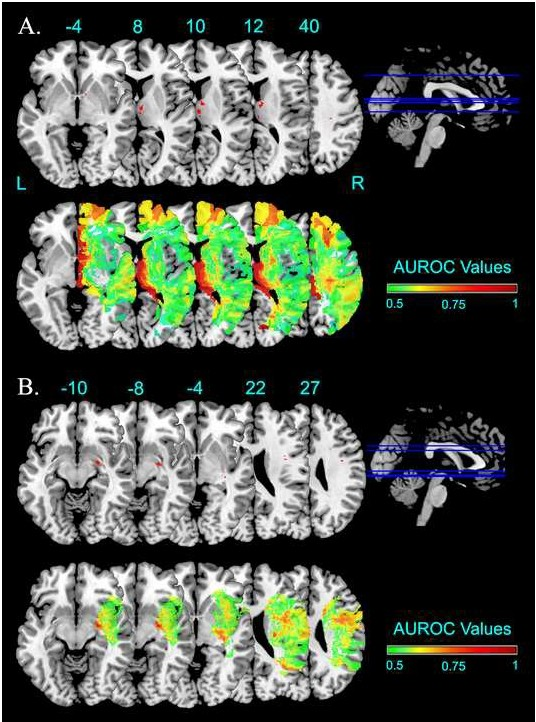 A.
-4 8 10 12 40
L R
AUROC Values
0.5 0.75 1
B.
-10 -8 -4 22 27
AUROC Values
0.5 0.75 1